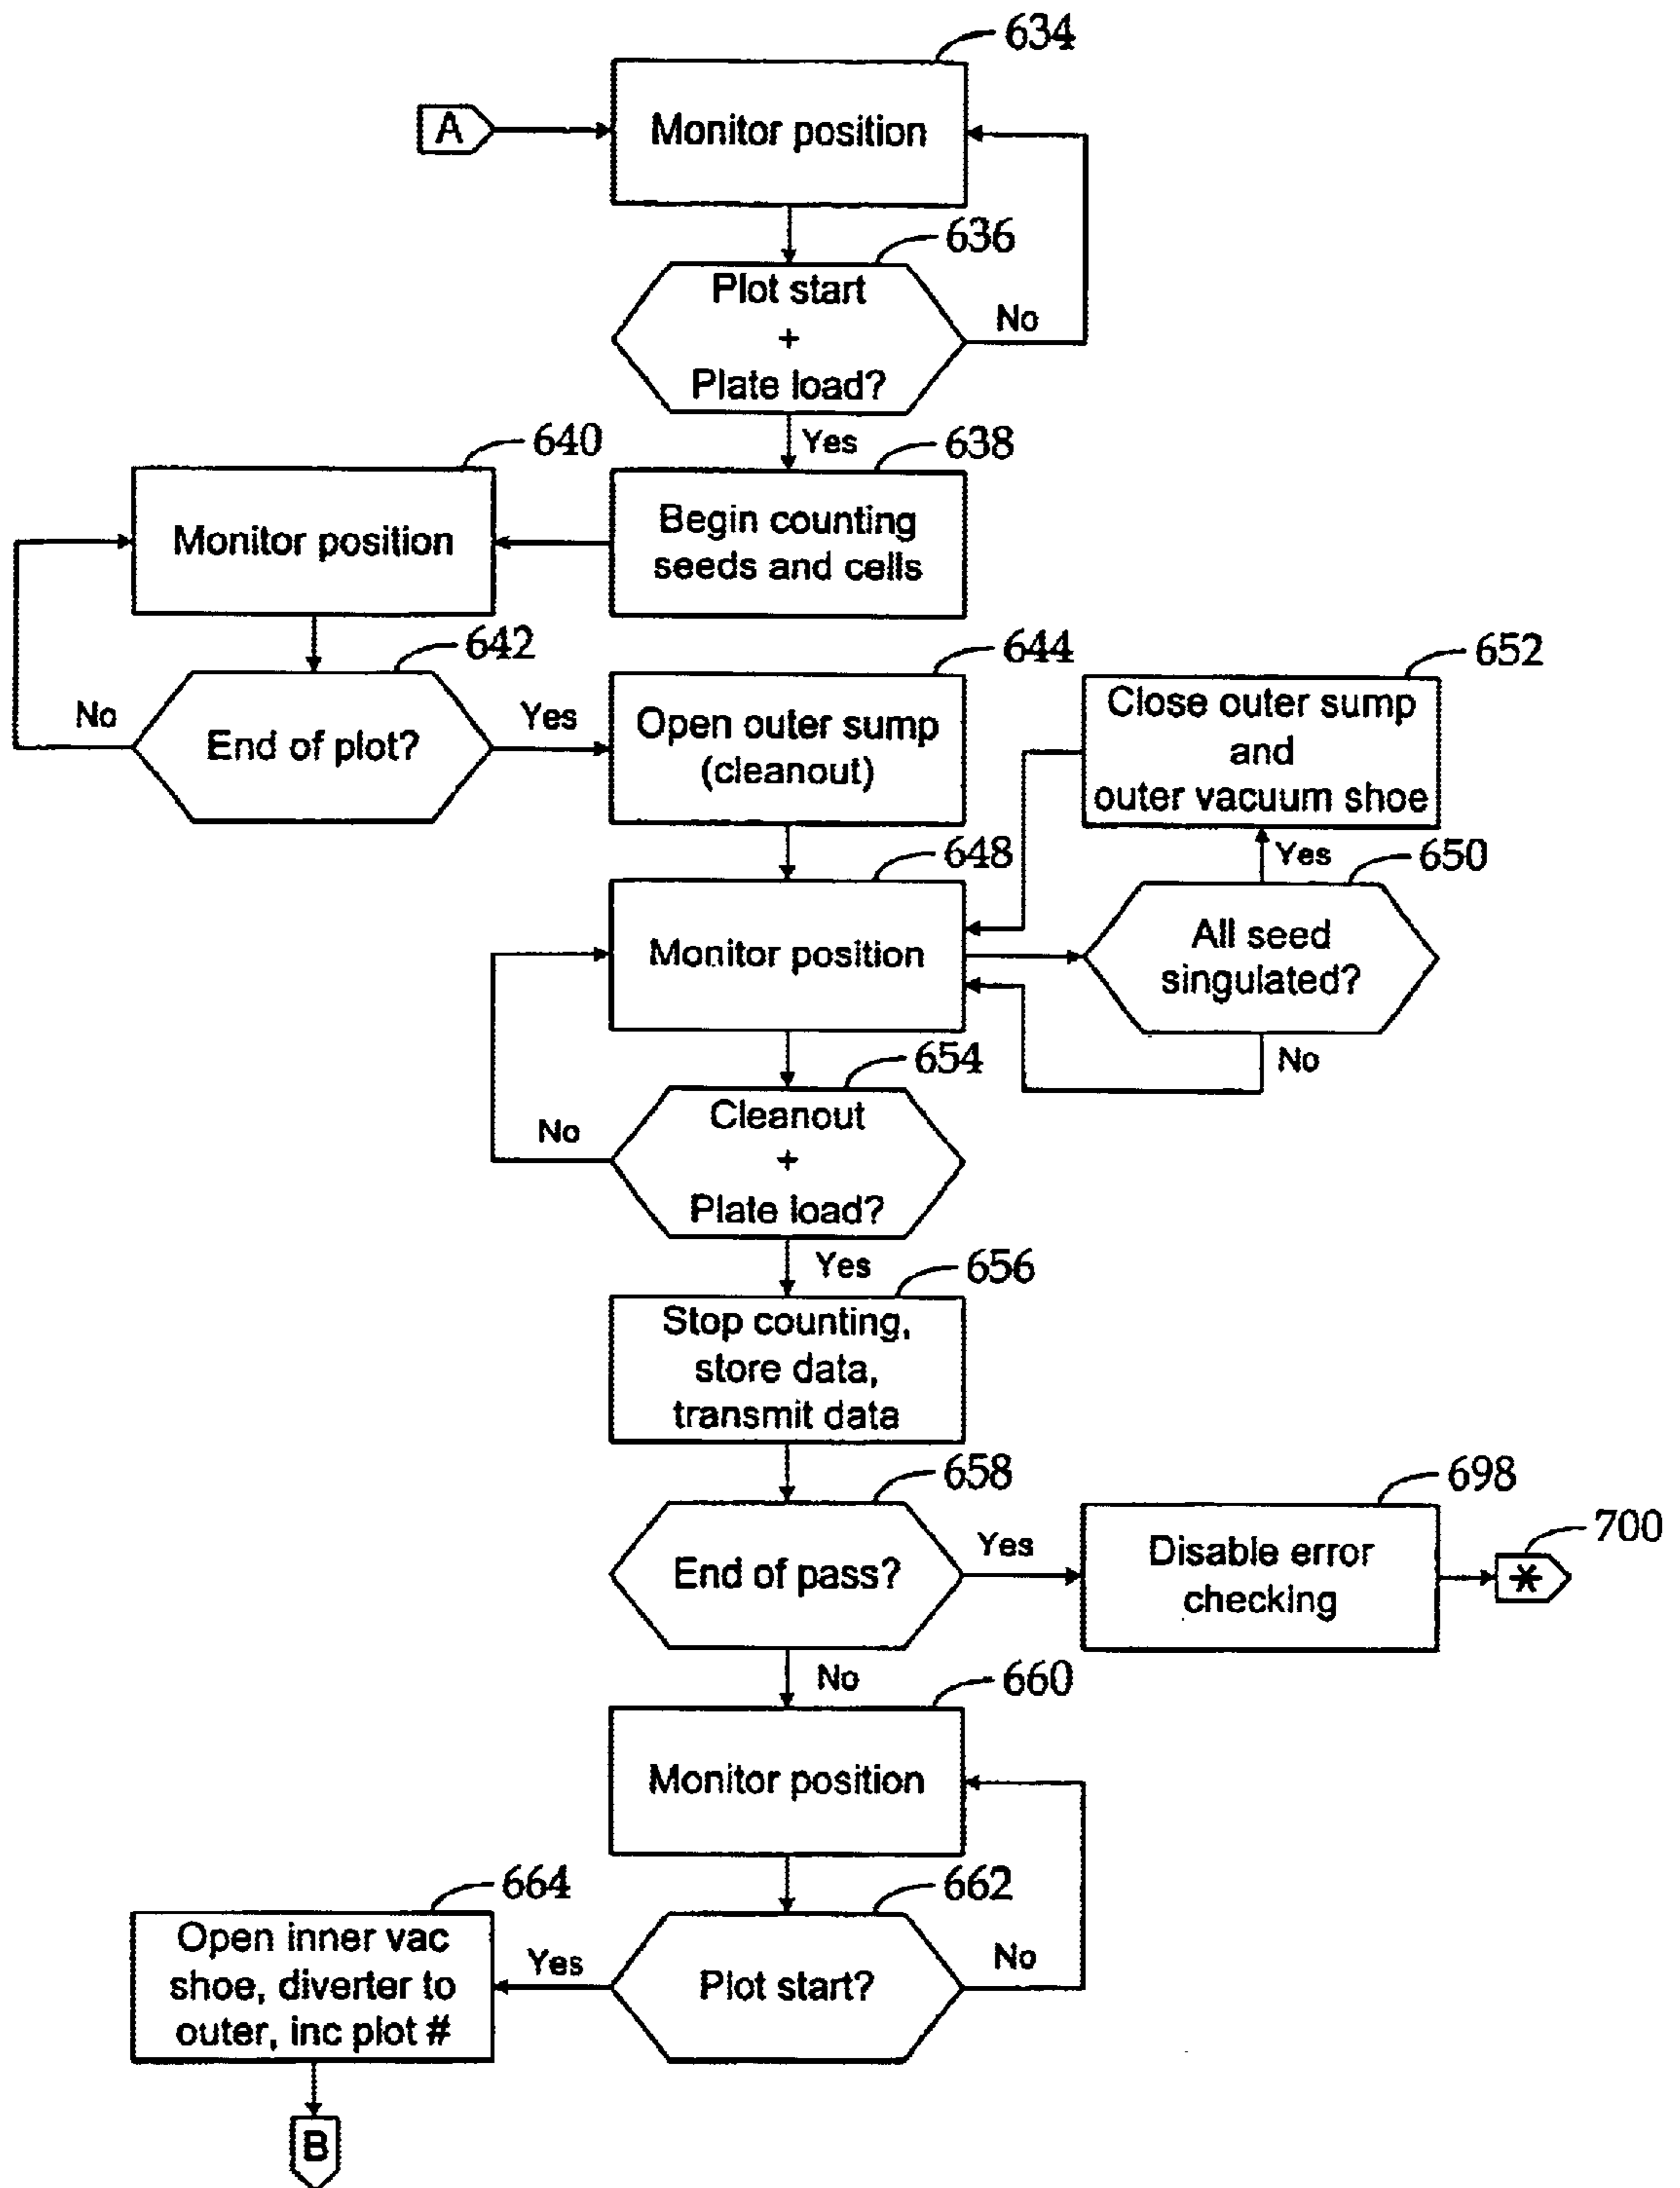 634
A
Monitor position
636
Plot start
+
Plate load?
No
Yes
638
640
Begin counting
seeds and cells
Monitor position
642
644
652
No
End of plot?
Yes
Open outer sump
(cleanout)
Close outer sump
and
outer vacuum shoe
648
Yes
650
Monitor position
All seed
singulated?
No
654
No
Cleanout
+
Plate load?
Yes
656
Stop counting,
store data,
transmit data
658
698
700
End of pass?
Yes
Disable error
checking
*
No
660
Monitor position
664
662
Open inner vac
shoe, diverter to
outer, inc plot #
Yes
Plot start?
No
B